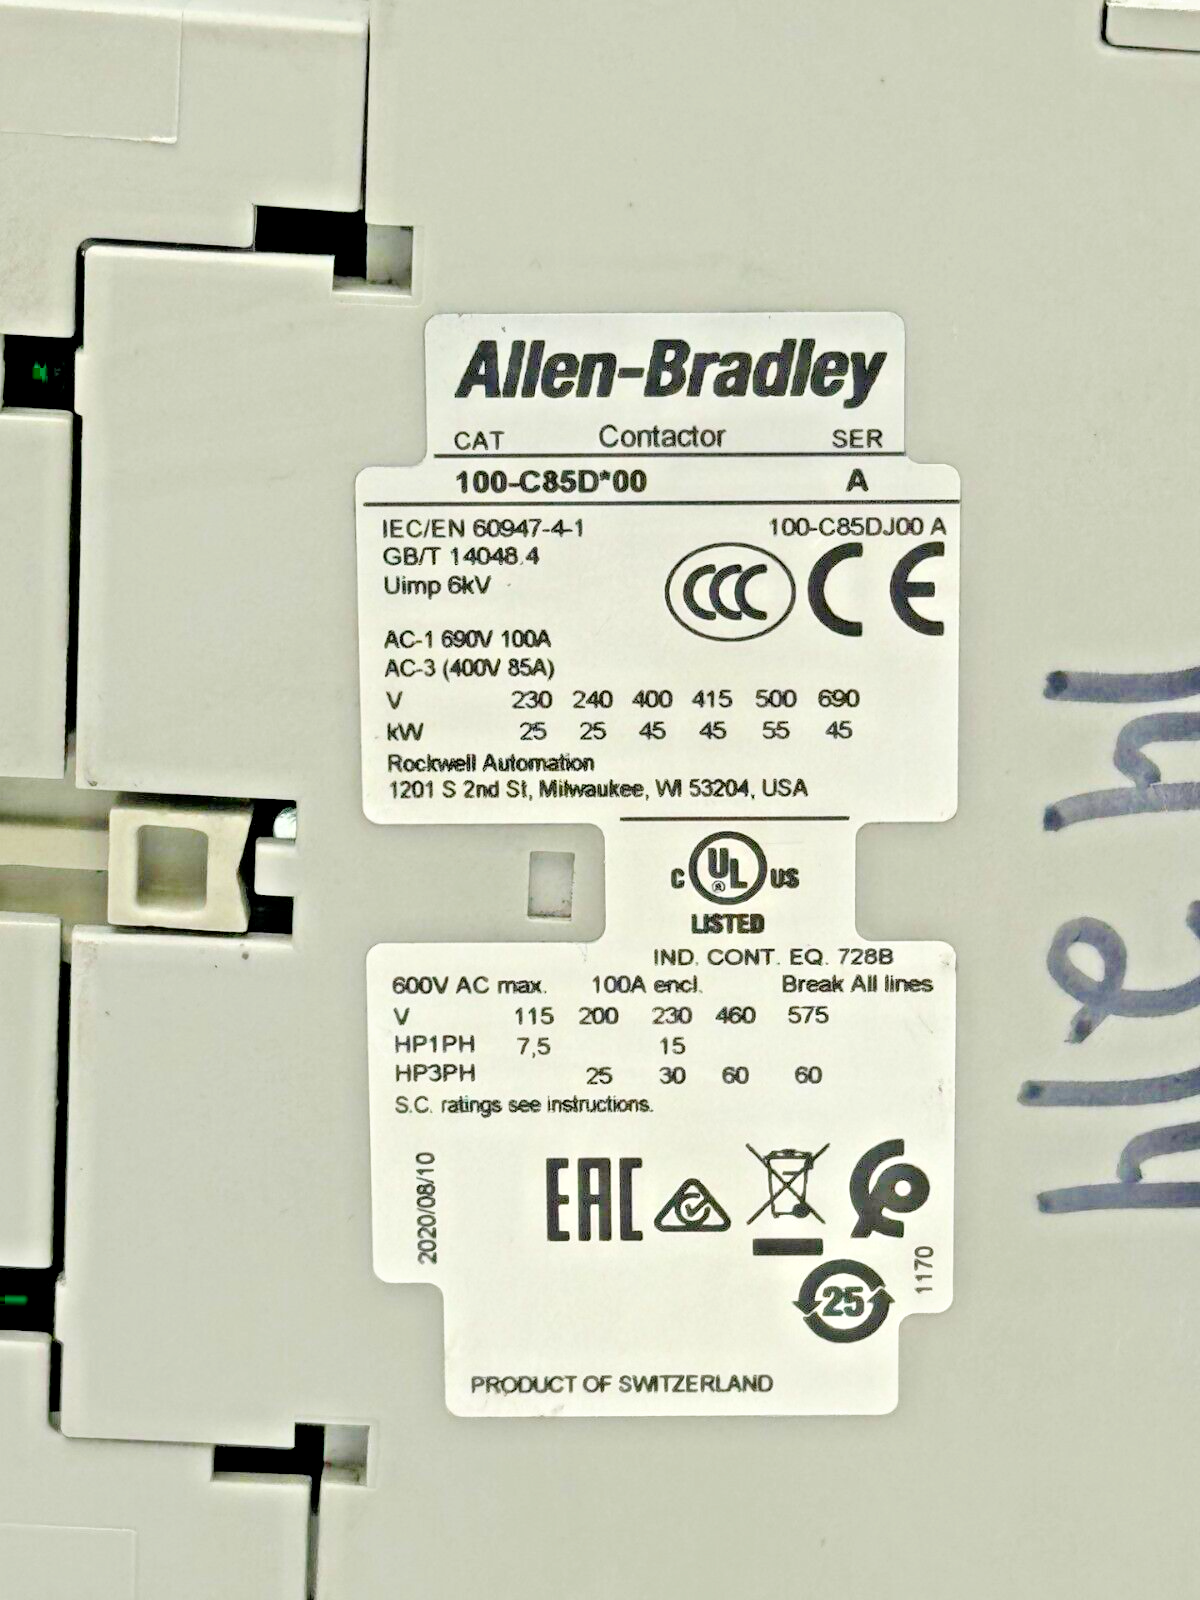 Allen-Bradley
CAT Contactor SER
100-C85D*00 A
IEC/EN 60947-4-1 100-C85DJ00 A
GB/T 14048.4
Uimp 6kV
CCC CE
AC-1 690V 100A
AC-3 (400V 85A)
V 230 240 400 415 500 690
kW 25 25 45 45 55 45
Rockwell Automation
1201 S 2nd St, Milwaukee, WI 53204, USA
C UL ® US
LISTED
IND. CONT. EQ. 728B
600V AC max. 100A encl. Break All lines
V 115 200 230 460 575
HP1PH 7,5 15
HP3PH 25 30 60 60
S.C. ratings see instructions.
2020/08/10
EAC
1170
25
PRODUCT OF SWITZERLAND